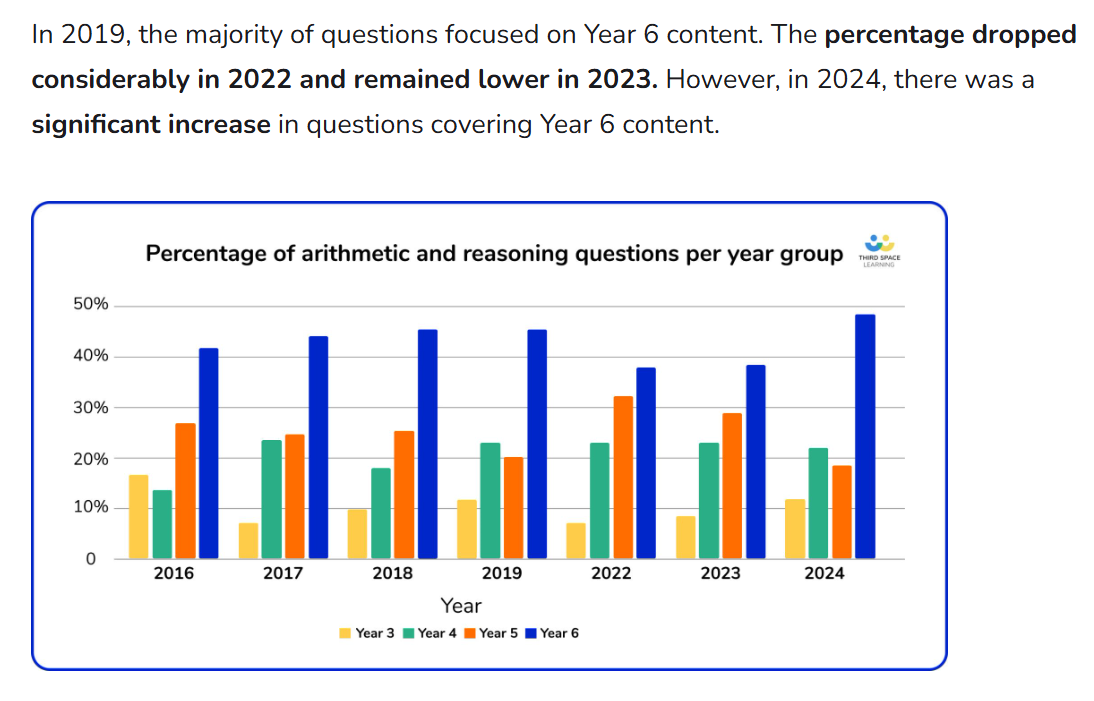 In 2019, the majority of questions focused on Year 6 content. The percentage dropped
considerably in 2022 and remained lower in 2023. However, in 2024, there was a
significant increase in questions covering Year 6 content.
Percentage of arithmetic and reasoning questions per year group
THIRD SPACE
LEARNING
50%
40%
30%
20%
10%
0
2016 2017 2018 2019 2022 2023 2024
Year
Year 3 Year 4 Year 5 Year 6